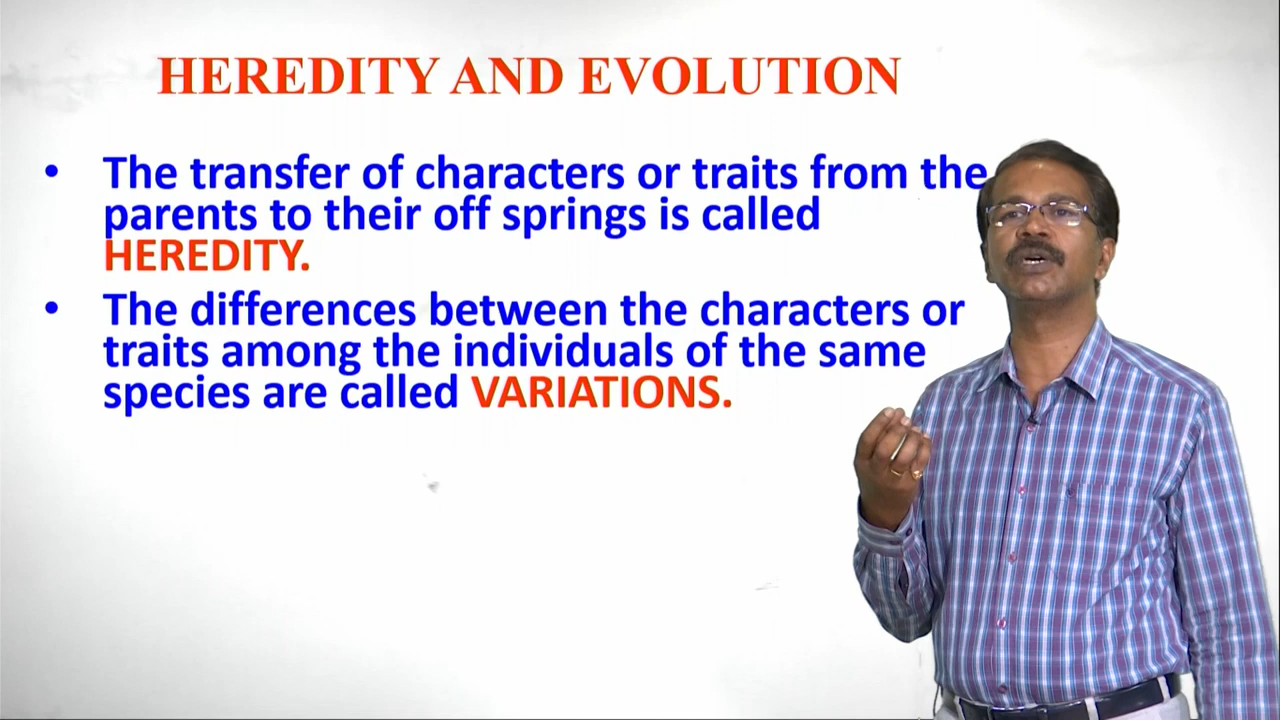 HEREDITY AND EVOLUTION
• The transfer of characters or traits from the
parents to their off springs is called
HEREDITY.
• The differences between the characters or
traits among the individuals of the same
species are called VARIATIONS.